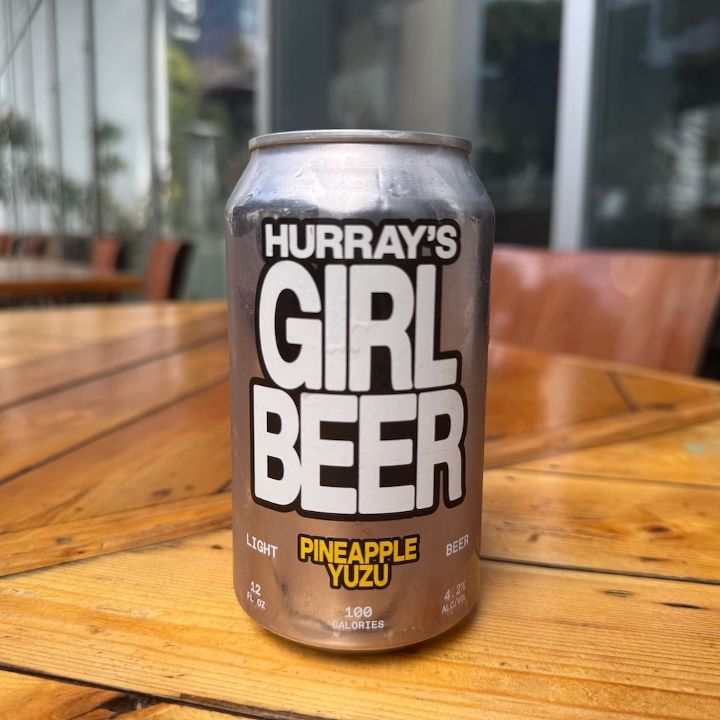 HURRAY'S
GIRL
BEER
LIGHT
PINEAPPLE
YUZU
BEER
12
FL OZ
100
CALORIES
4.2%
ALC/VOL